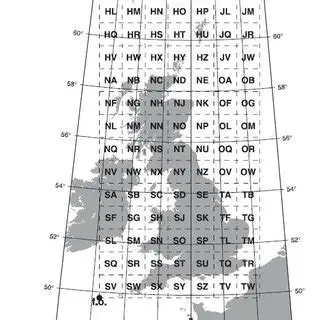 HL HM HN HO HP JL JM
60° HQ HR HS HT HU JQ JR 60°
HV HW HX HY HZ JV JW
58° NA NB NC ND NE OA OB 58°
NF NG NH NJ NK OF OG
56° NL NM NN NO NP OL OM 56°
NQ NR NS NT NU OQ OR
54° NV NW NX NY NZ OV OW 54°
SA SB SC SD SE TA TB
SF SG SH SJ SK TF TG
52° SL SM SN SO SP TL TM 52°
SQ SR SS ST SU TQ TR
50° SV SW SX SY SZ TV TW 50°
f.o.